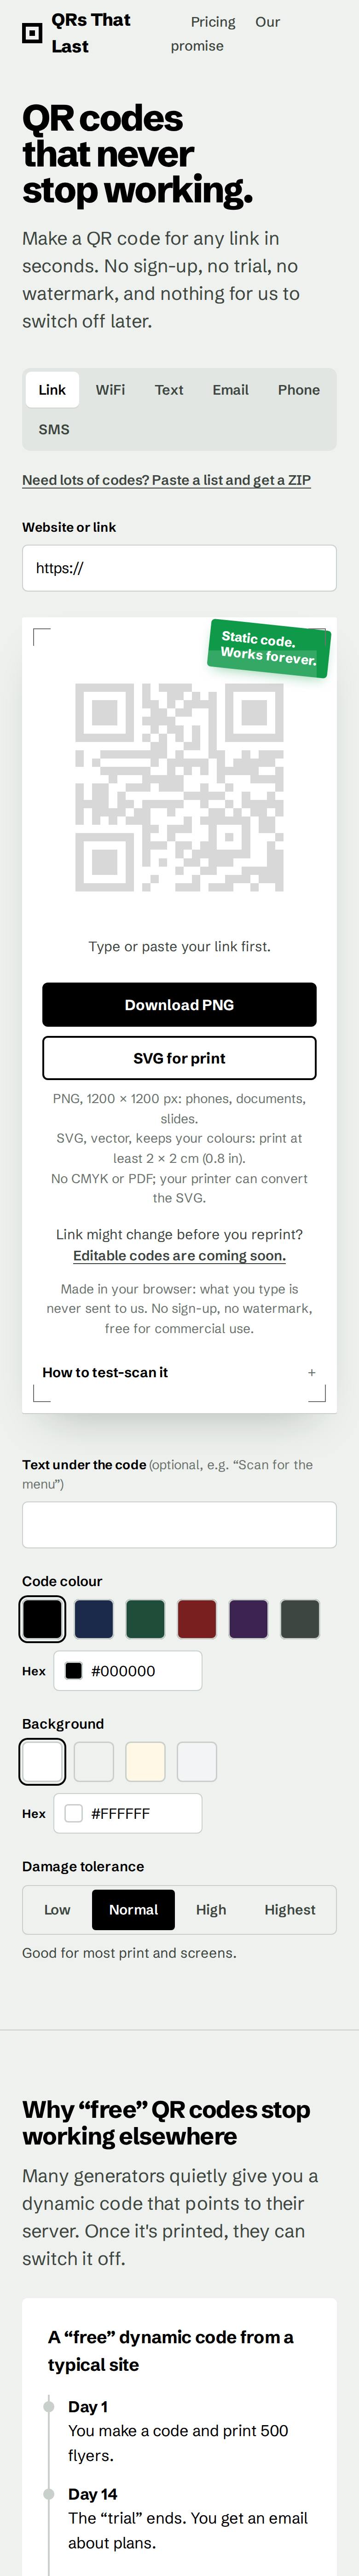 QRs That
Last
Pricing Our
promise
QR codes
that never
stop working.
Make a QR code for any link in
seconds. No sign-up, no trial, no
watermark, and nothing for us to
switch off later.
Link WiFi Text Email Phone
SMS
Need lots of codes? Paste a list and get a ZIP
Website or link
https://
Static code.
Works forever.
Type or paste your link first.
Download PNG
SVG for print
PNG, 1200 × 1200 px: phones, documents,
slides.
SVG, vector, keeps your colours: print at
least 2 × 2 cm (0.8 in).
No CMYK or PDF; your printer can convert
the SVG.
Link might change before you reprint?
Editable codes are coming soon.
Made in your browser: what you type is
never sent to us. No sign-up, no watermark,
free for commercial use.
How to test-scan it +
Text under the code (optional, e.g. “Scan for the
menu”)
Code colour
Hex #000000
Background
Hex #FFFFFF
Damage tolerance
Low Normal High Highest
Good for most print and screens.
Why “free” QR codes stop
working elsewhere
Many generators quietly give you a
dynamic code that points to their
server. Once it's printed, they can
switch it off.
A “free” dynamic code from a
typical site
Day 1
You make a code and print 500
flyers.
Day 14
The “trial” ends. You get an email
about plans.